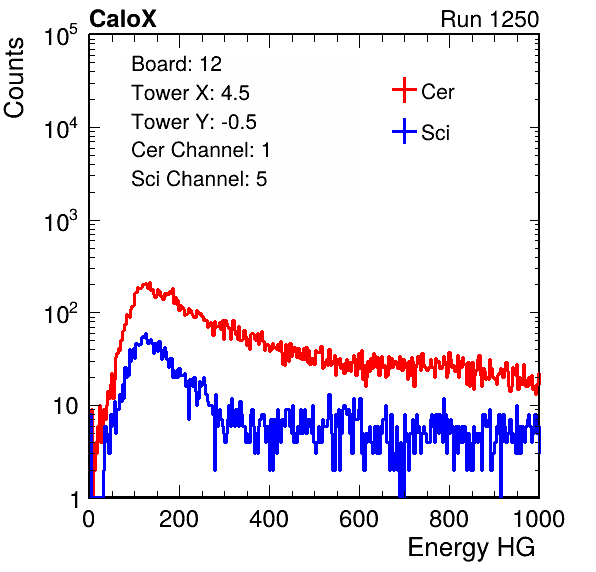 CaloX Run 1250
Counts
10^5
10^4
10^3
10^2
10
1
Board: 12
Tower X: 4.5
Tower Y: -0.5
Cer Channel: 1
Sci Channel: 5
Cer
Sci
0 200 400 600 800 1000
Energy HG